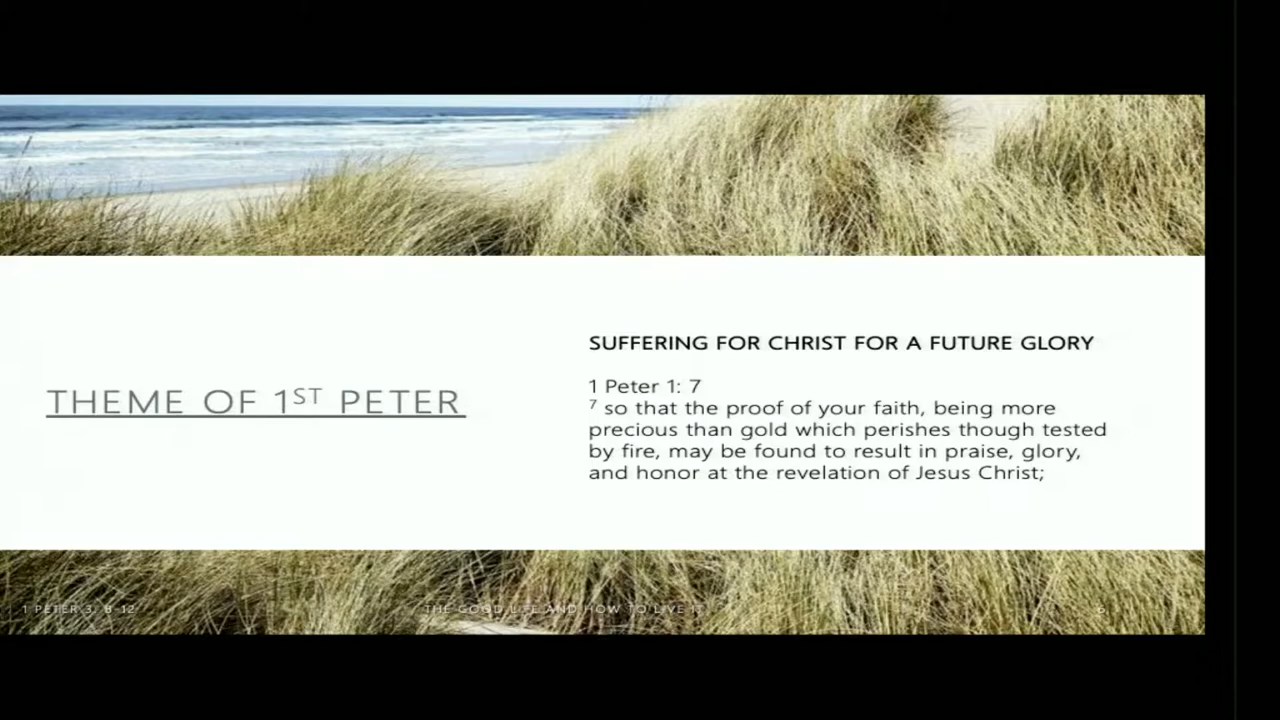 THEME OF 1ST PETER
SUFFERING FOR CHRIST FOR A FUTURE GLORY
1 Peter 1: 7
7 so that the proof of your faith, being more
precious than gold which perishes though tested
by fire, may be found to result in praise, glory,
and honor at the revelation of Jesus Christ;
1 PETER 3: 8-12
THE GOOD LIFE AND HOW TO LIVE IT
6